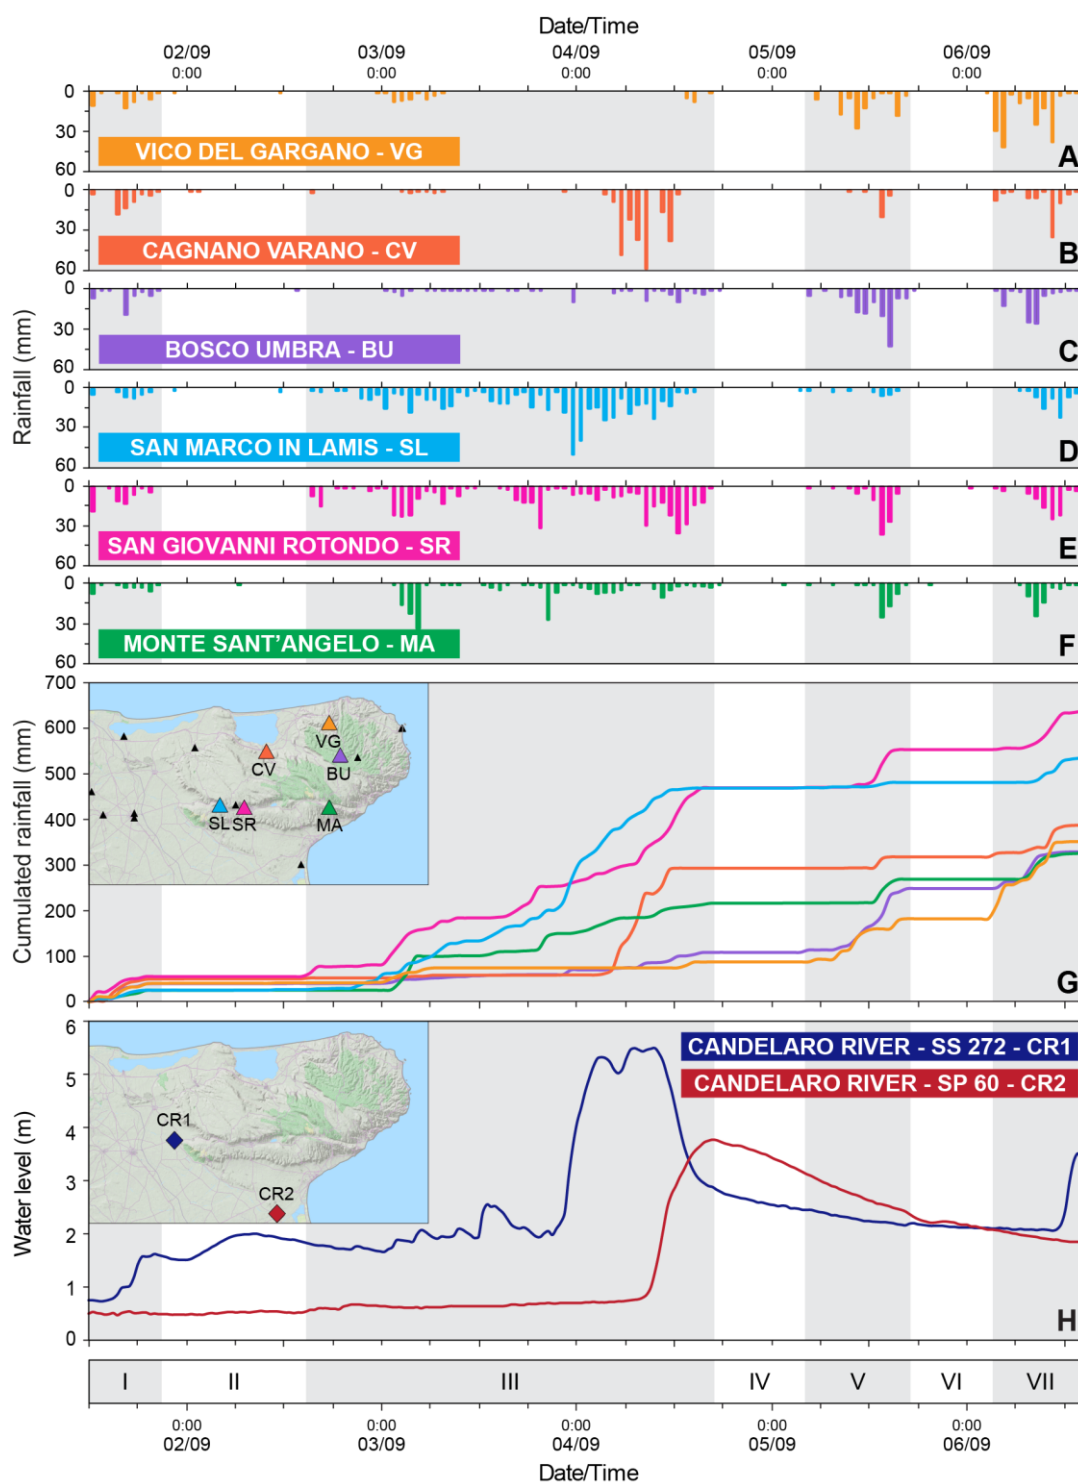 Date/Time
02/09 03/09 04/09 05/09 06/09
0:00 0:00 0:00 0:00 0:00
Rainfall (mm)
0
30
60
VICO DEL GARGANO - VG
A
0
30
60
CAGNANO VARANO - CV
B
0
30
60
BOSCO UMBRA - BU
C
0
30
60
SAN MARCO IN LAMIS - SL
D
0
30
60
SAN GIOVANNI ROTONDO - SR
E
0
30
60
MONTE SANT'ANGELO - MA
F
Cumulated rainfall (mm)
700
600
500
400
300
200
100
0
VG
CV
BU
SL
SR
MA
G
Water level (m)
6
5
4
3
2
1
0
CANDELARO RIVER - SS 272 - CR1
CANDELARO RIVER - SP 60 - CR2
CR1
CR2
H
I II III IV V VI VII
0:00 0:00 0:00 0:00 0:00
02/09 03/09 04/09 05/09 06/09
Date/Time